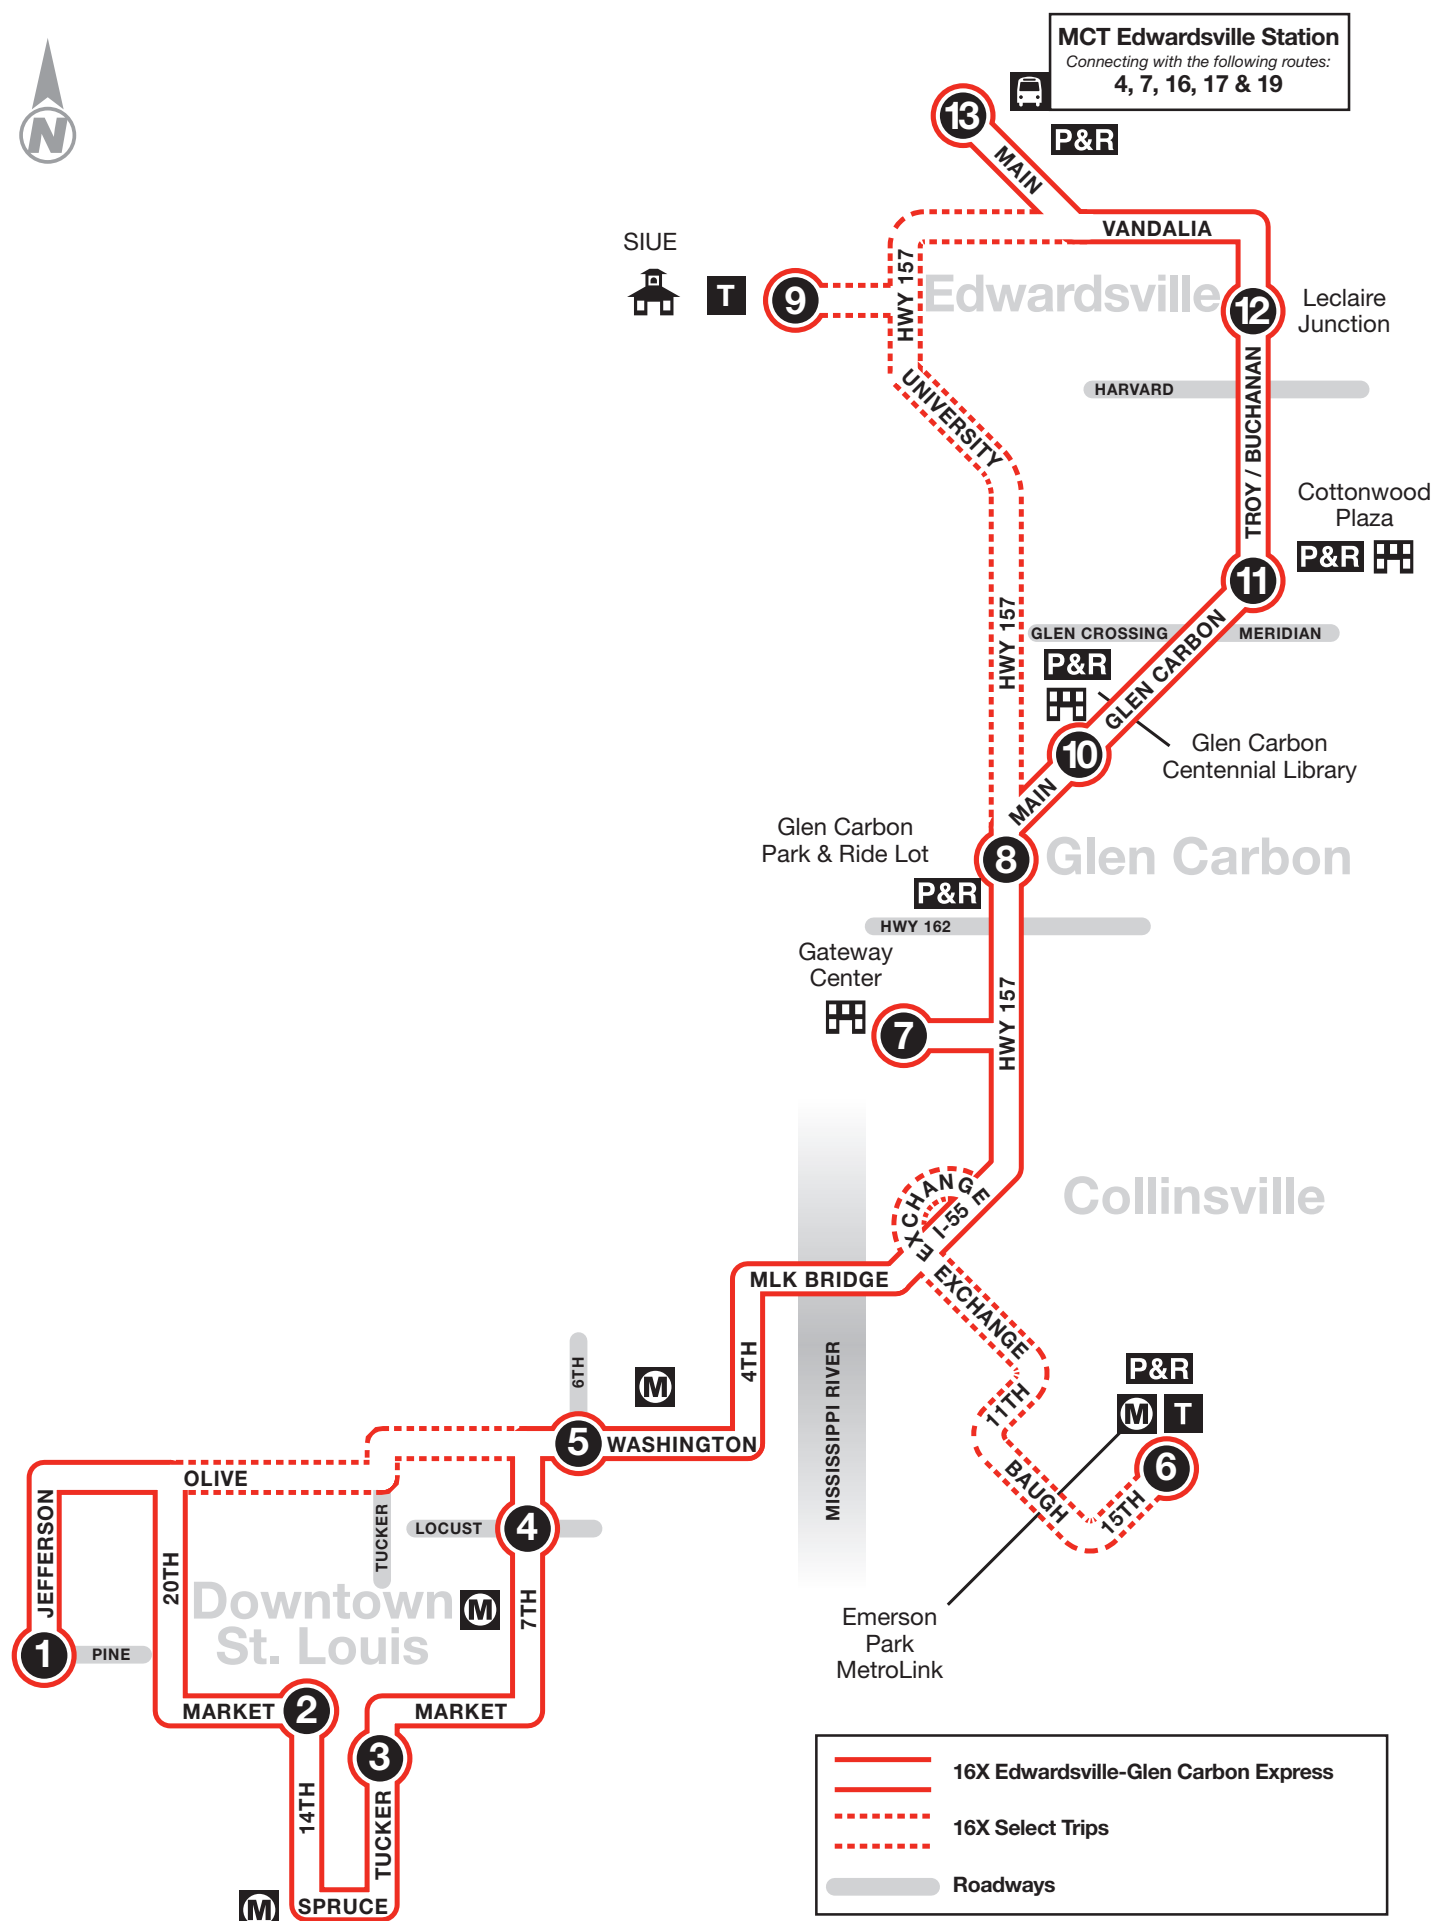 MCT Edwardsville Station
Connecting with the following routes:
4, 7, 16, 17 & 19
N
13
P&R
MAIN
VANDALIA
SIUE
T
9
HWY 157
Edwardsville
12
Leclaire
Junction
HARVARD
UNIVERSITY
TROY / BUCHANAN
Cottonwood
Plaza
P&R
11
HWY 157
GLEN CROSSING
MERIDIAN
P&R
GLEN CARBON
10
Glen Carbon
Centennial Library
MAIN
Glen Carbon
Park & Ride Lot
8
Glen Carbon
P&R
HWY 162
Gateway
Center
7
HWY 157
EXCHANGE
I-55
Collinsville
MLK BRIDGE
EXCHANGE
4TH
MISSISSIPPI RIVER
6TH
M
P&R
11TH
M
T
5
WASHINGTON
6
OLIVE
BAUGH
15TH
JEFFERSON
TUCKER
LOCUST
4
20TH
Downtown
St. Louis
M
7TH
Emerson
Park
MetroLink
1
PINE
MARKET
2
MARKET
3
14TH
TUCKER
M
SPRUCE
16X Edwardsville-Glen Carbon Express
16X Select Trips
Roadways